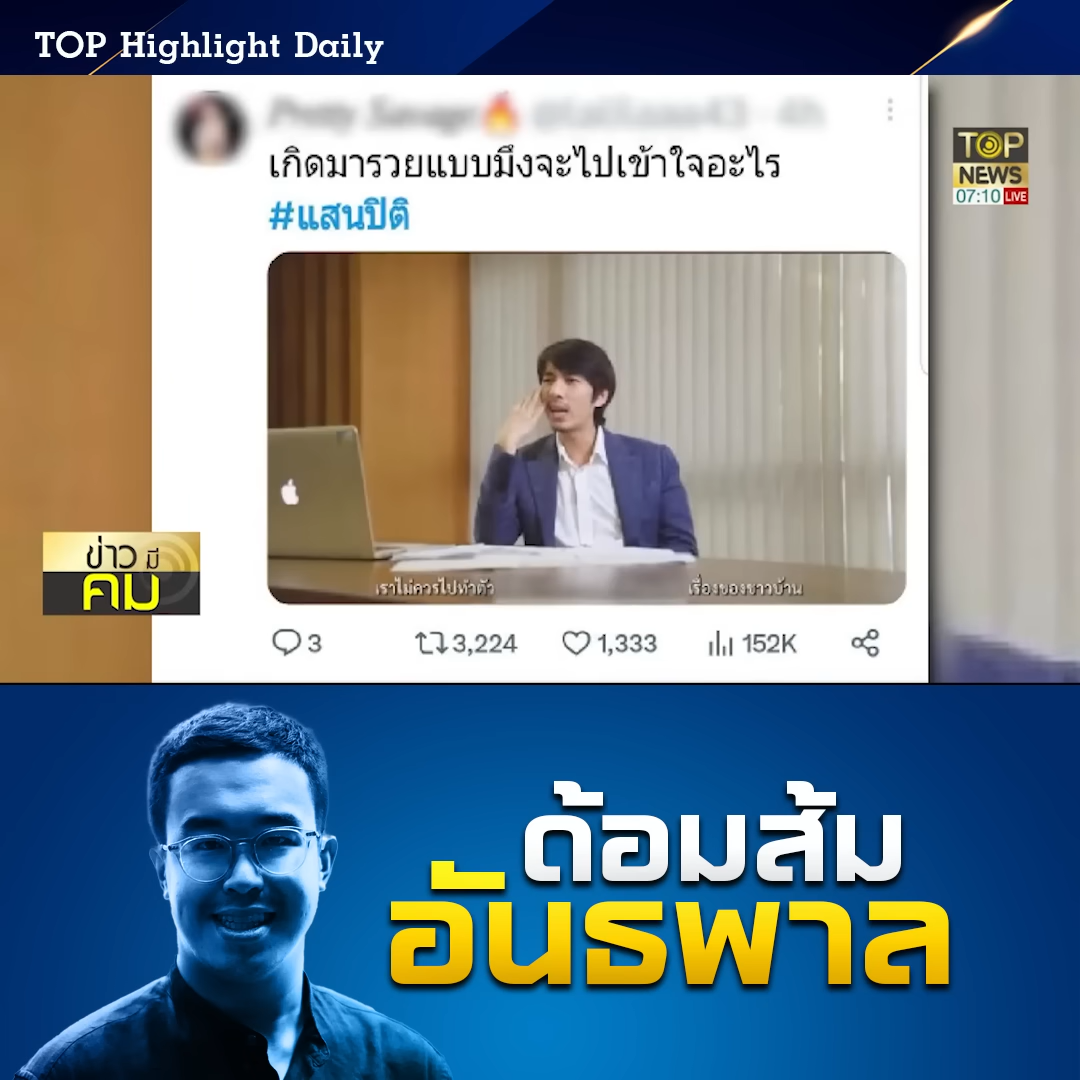 TOP Highlight Daily
เกิดมารวยแบบมึงจะไปเข้าใจอะไร
#แสนปิติ
TOP
NEWS
07:10 LIVE
เราไม่ควรไปทำตัว เรื่องของชาวบ้าน
ข่าวมี
คม
3 3,224 1,333 152K
ด้อมส้ม
อันธพาล